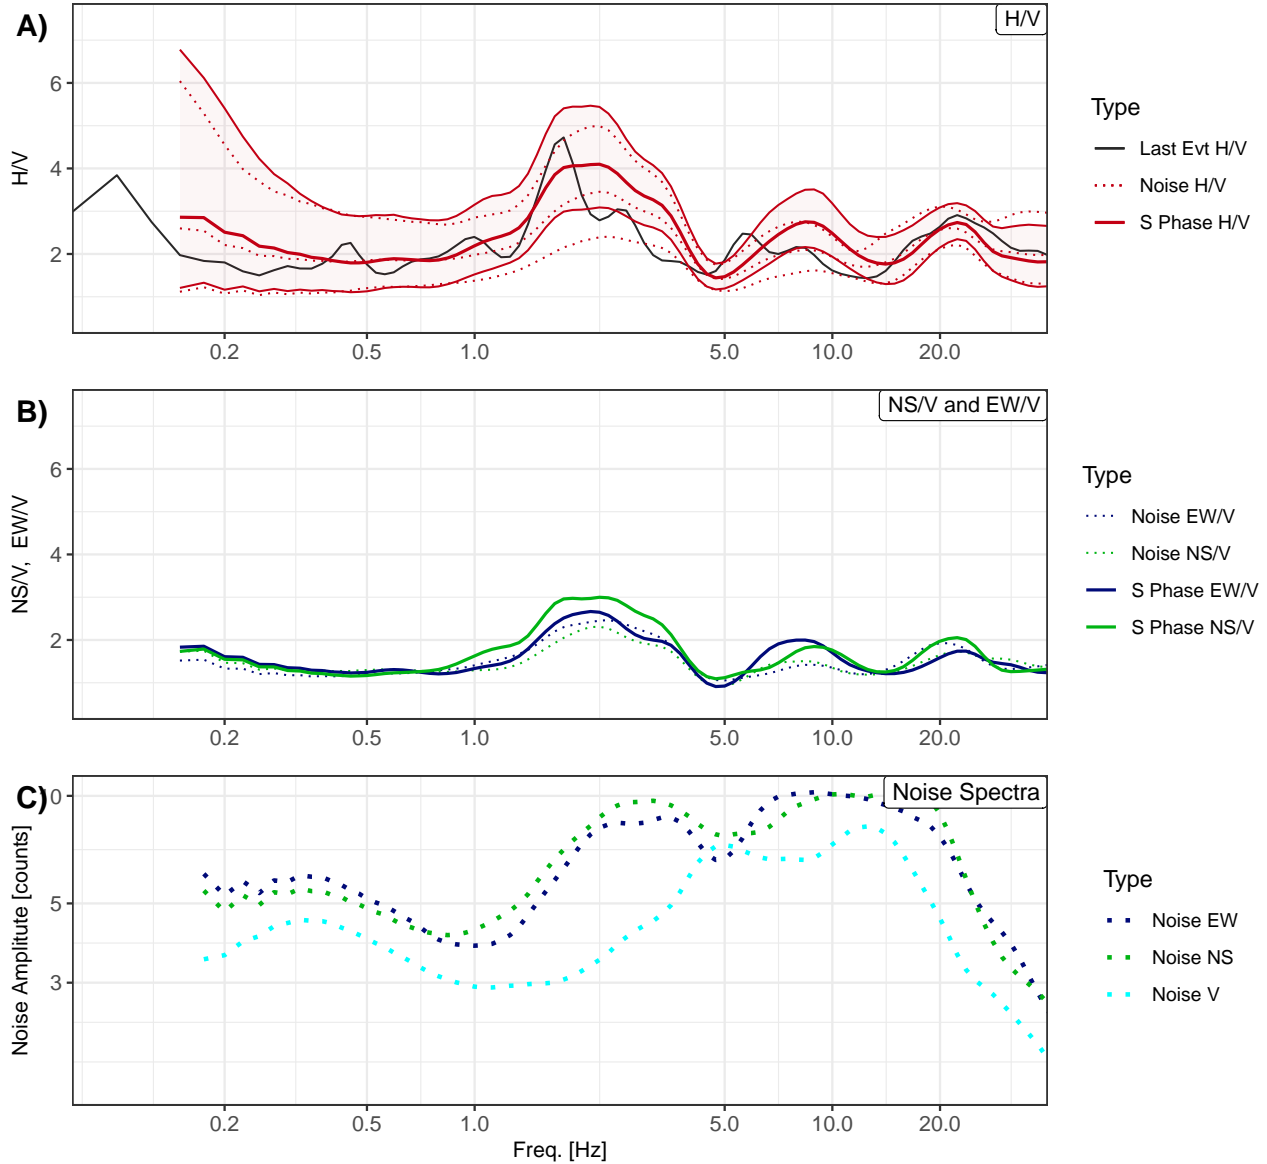 A)
H/V
6
4
2
H/V
0.2 0.5 1.0 5.0 10.0 20.0
Type
Last Evt H/V
Noise H/V
S Phase H/V
B)
NS/V and EW/V
6
4
2
NS/V, EW/V
0.2 0.5 1.0 5.0 10.0 20.0
Type
Noise EW/V
Noise NS/V
S Phase EW/V
S Phase NS/V
C)
Noise Spectra
0
5
3
Noise Amplitude [counts]
0.2 0.5 1.0 5.0 10.0 20.0
Freq. [Hz]
Type
Noise EW
Noise NS
Noise V